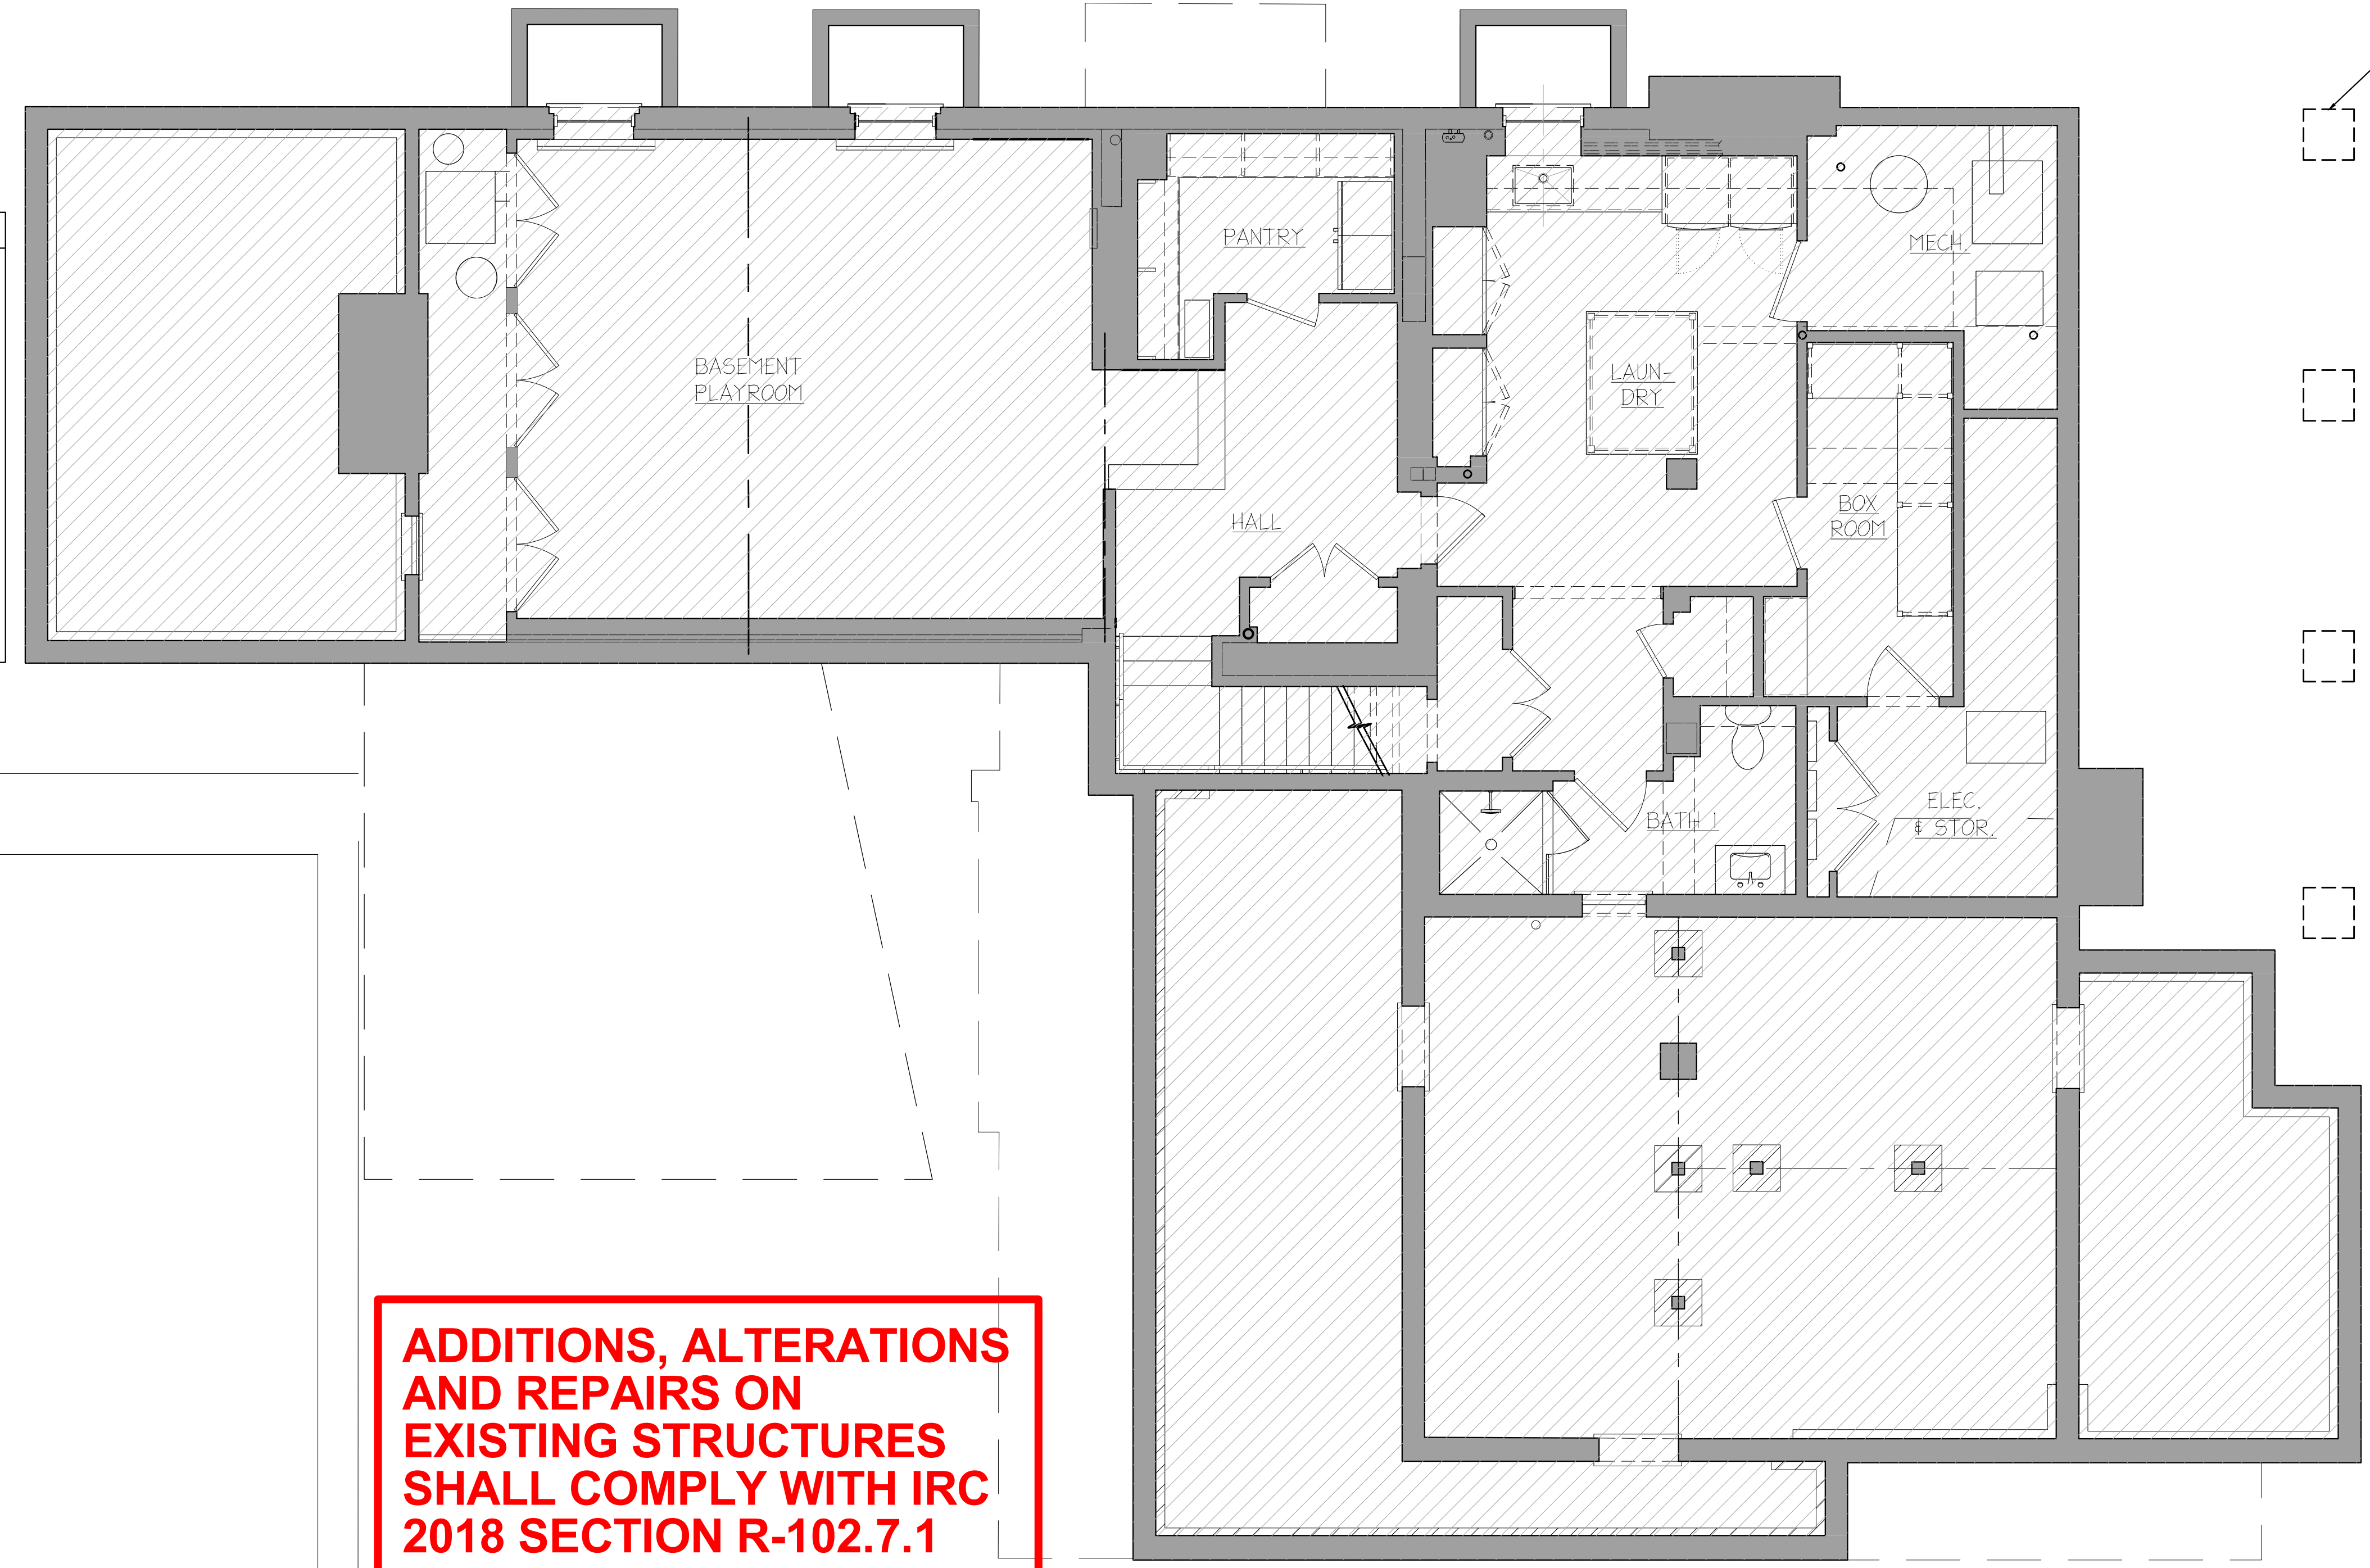 PANTRY
MECH.
BASEMENT
PLAYROOM
LAUN-
DRY
BOX
ROOM
HALL
ELEC.
& STOR.
BATH 1
ADDITIONS, ALTERATIONS
AND REPAIRS ON
EXISTING STRUCTURES
SHALL COMPLY WITH IRC
2018 SECTION R-102.7.1